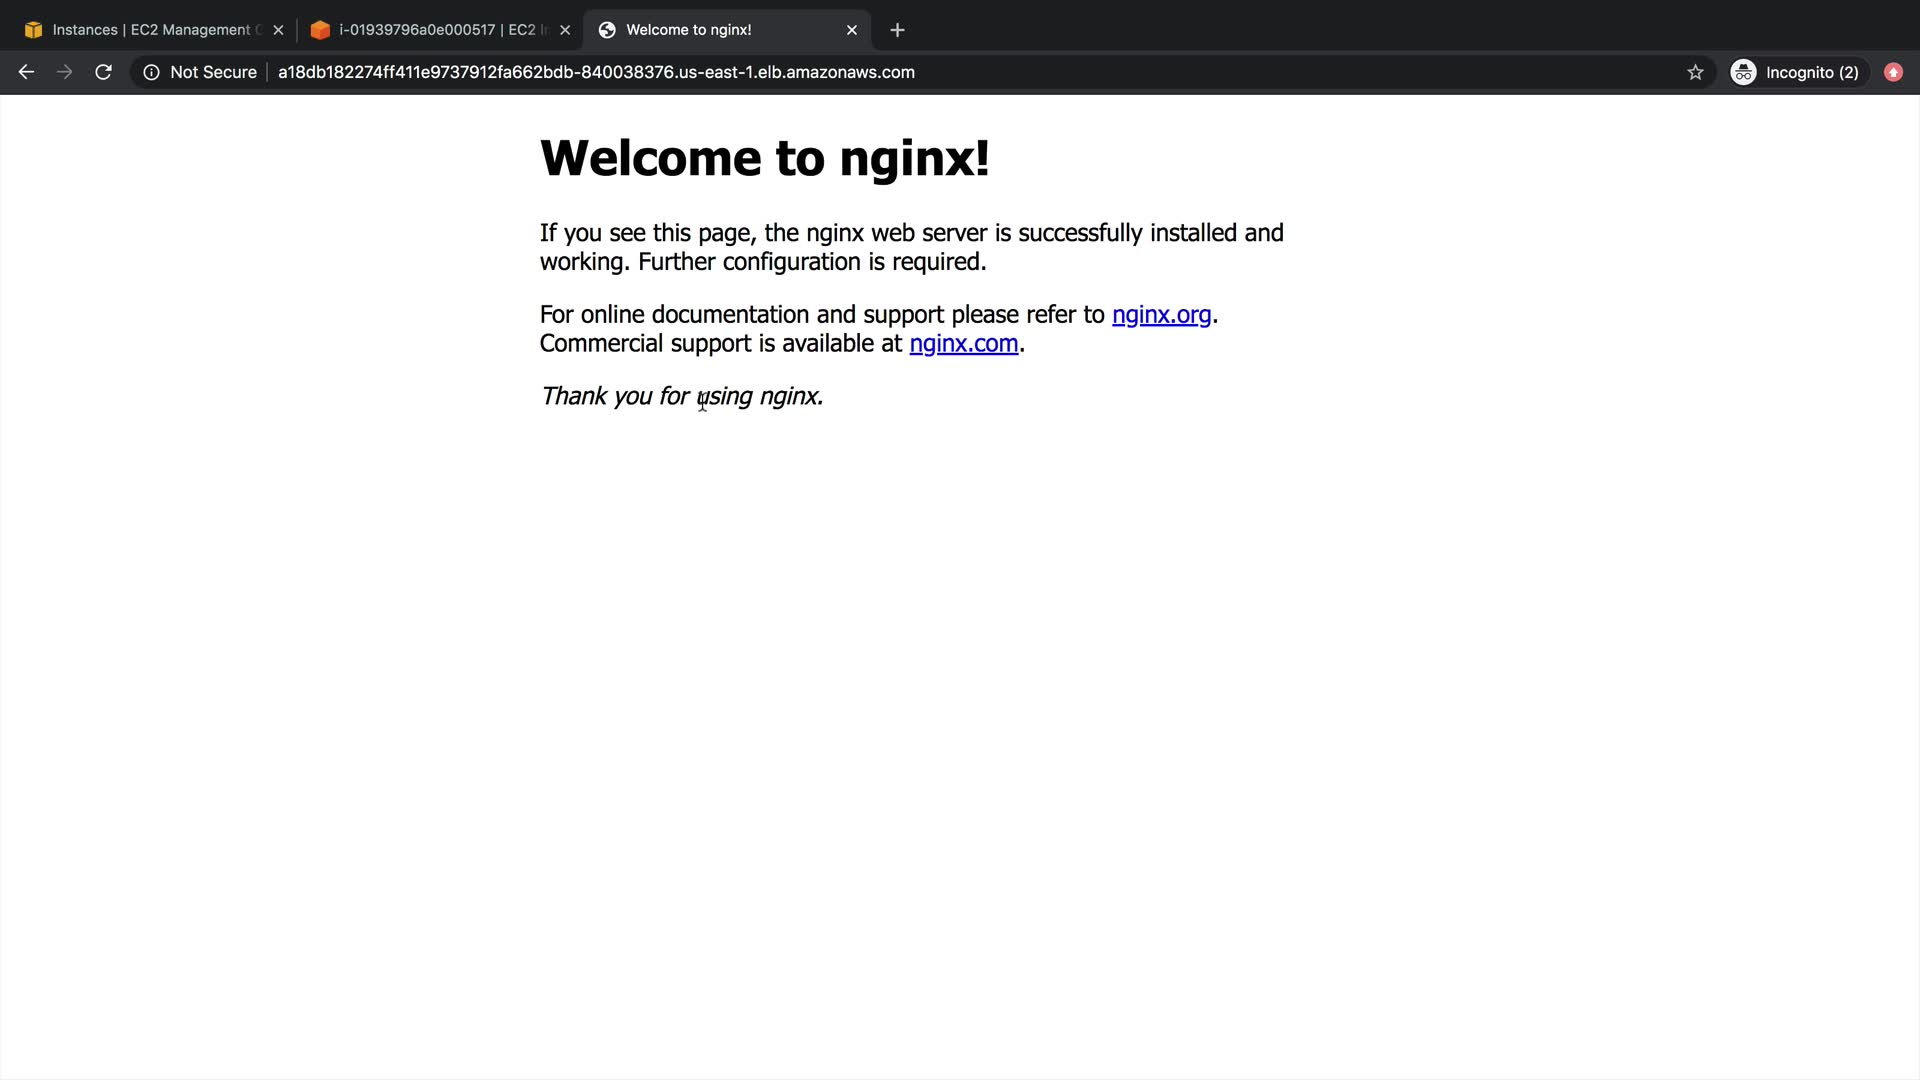 Instances | EC2 Management C
i-01939796a0e000517 | EC2 In
Welcome to nginx!
Not Secure
a18db182274ff411e9737912fa662bdb-840038376.us-east-1.elb.amazonaws.com
Incognito (2)
Welcome to nginx!
If you see this page, the nginx web server is successfully installed and
working. Further configuration is required.
For online documentation and support please refer to nginx.org.
Commercial support is available at nginx.com.
Thank you for using nginx.